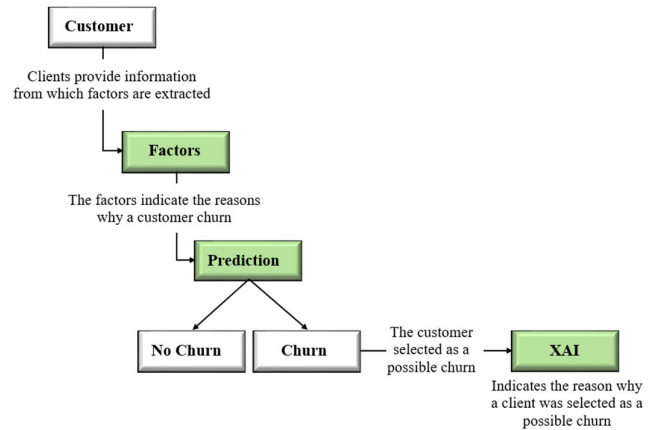 Customer
Clients provide information
from which factors are extracted
Factors
The factors indicate the reasons
why a customer churn
Prediction
No Churn
Churn
The customer
selected as a
possible churn
XAI
Indicates the reason why
a client was selected as a
possible churn